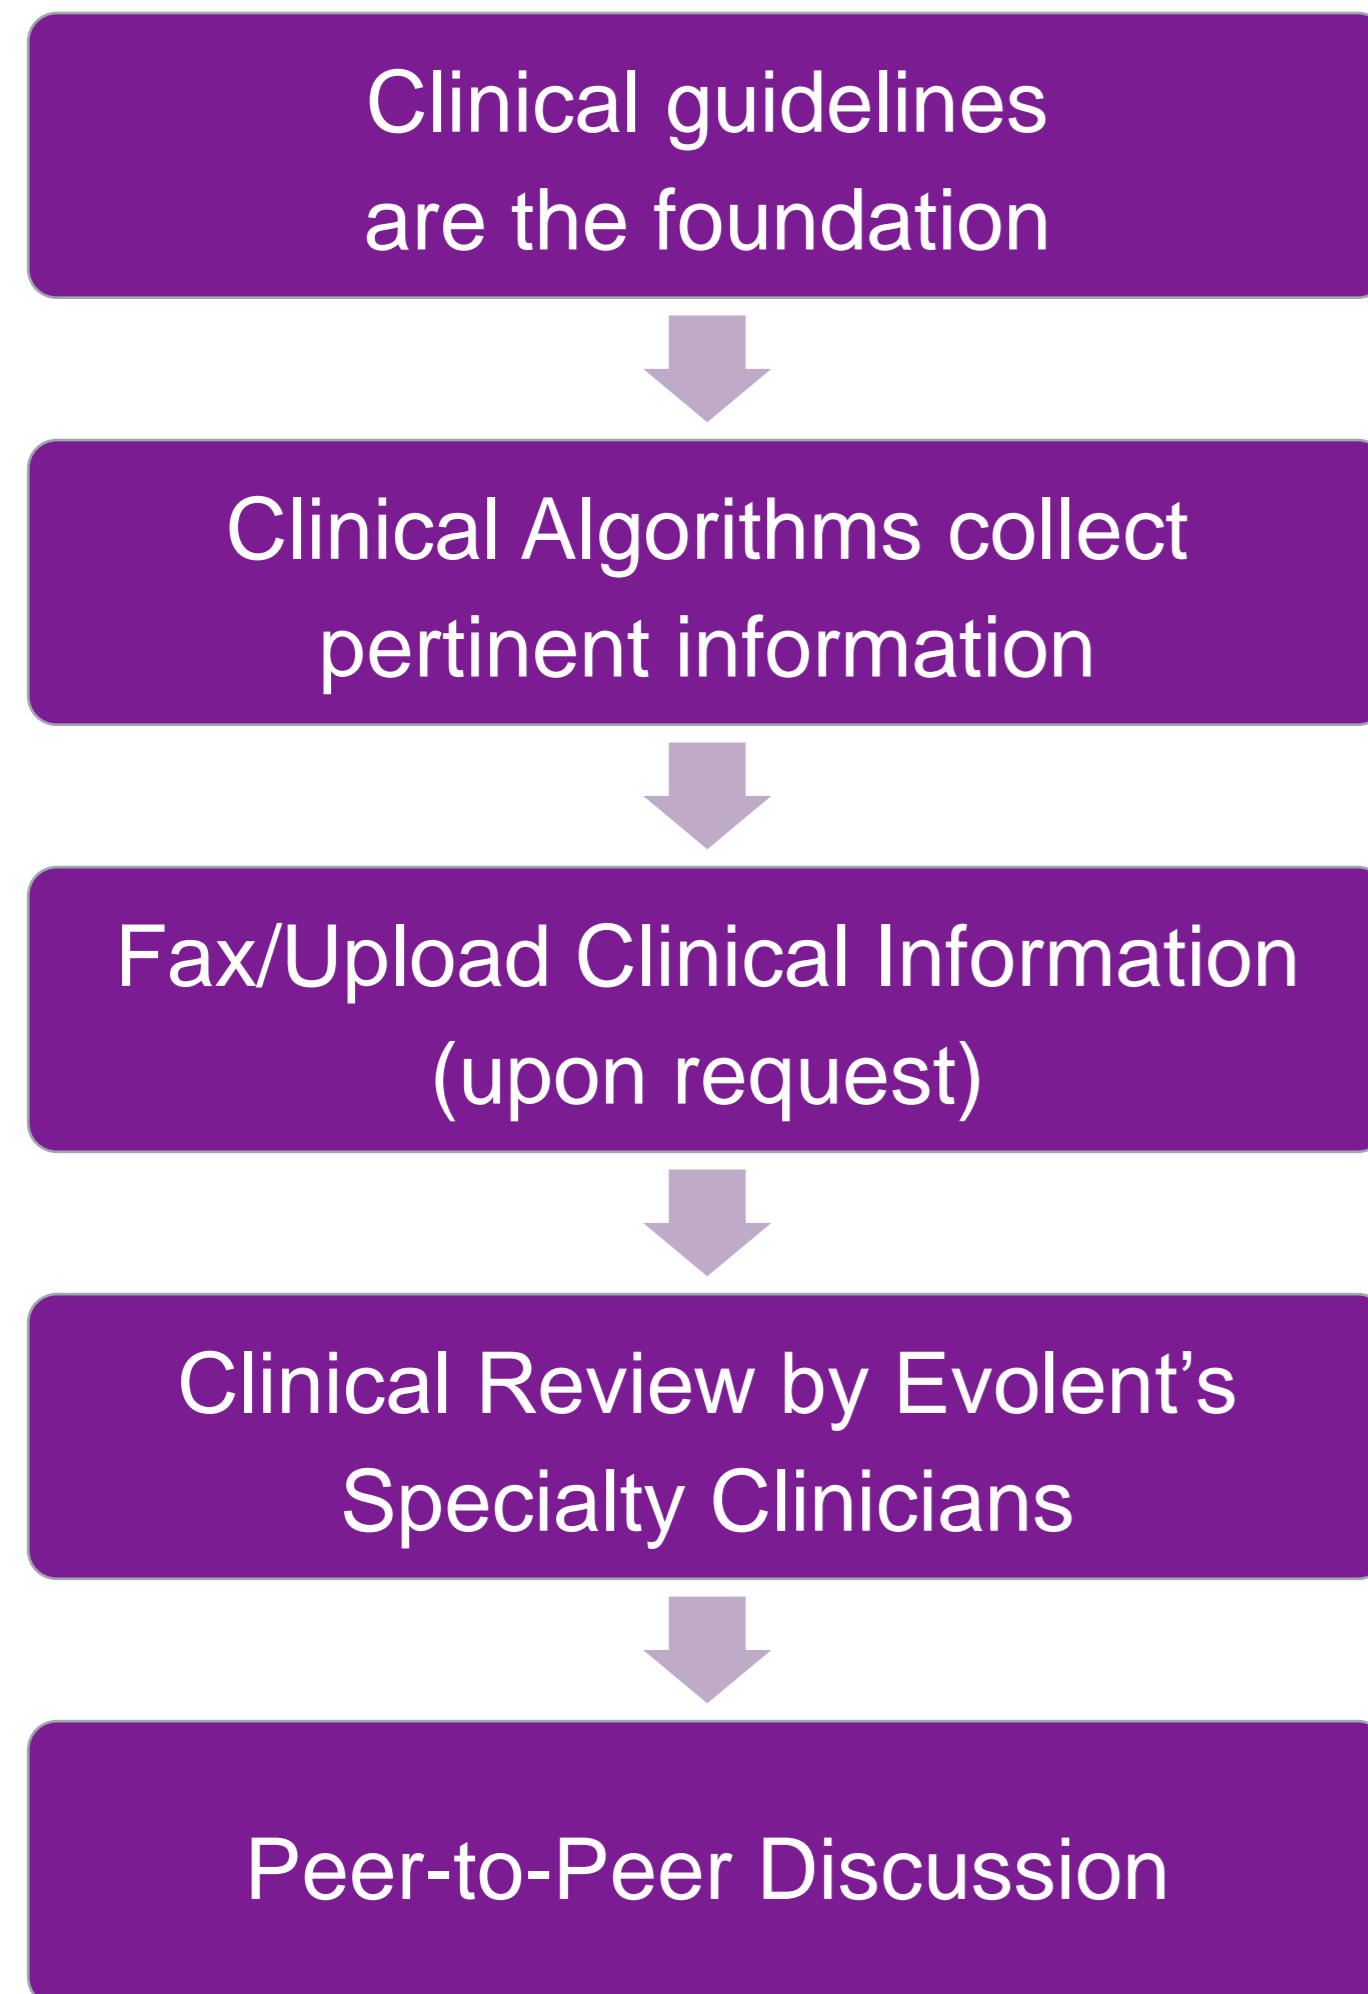 Clinical guidelines
are the foundation
Clinical Algorithms collect
pertinent information
Fax/Upload Clinical Information
(upon request)
Clinical Review by Evolent’s
Specialty Clinicians
Peer-to-Peer Discussion